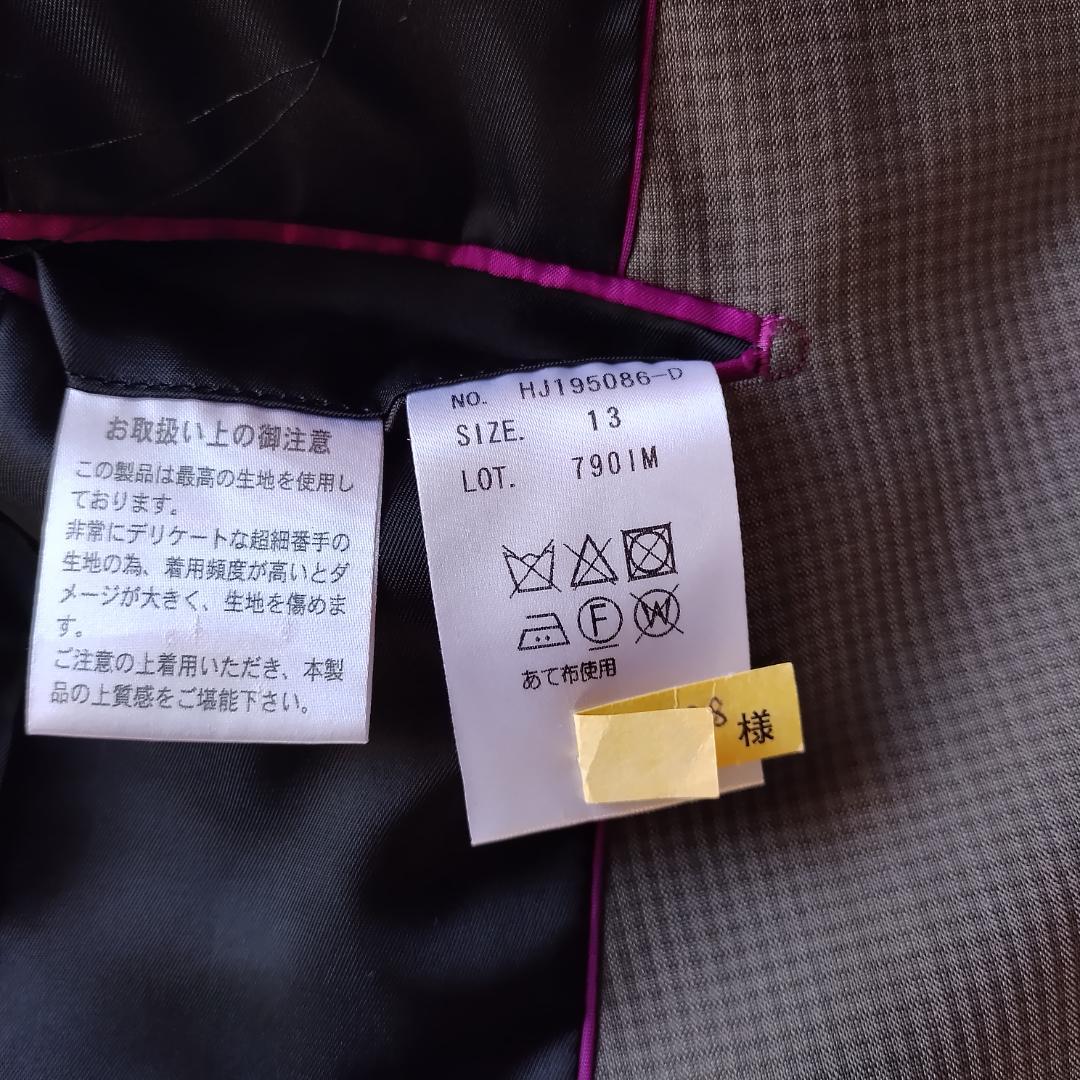 お取扱い上の御注意
この製品は最高の生地を使用し
ております。
非常にデリケートな超細番手の
生地の為、着用頻度が高いとダ
メージが大きく、生地を傷めま
す。
ご注意の上着用いただき、本製
品の上質感をご堪能下さい。
NO. HJ195086-D
SIZE. 13
LOT. 7901M
F
W
あて布使用
8 様